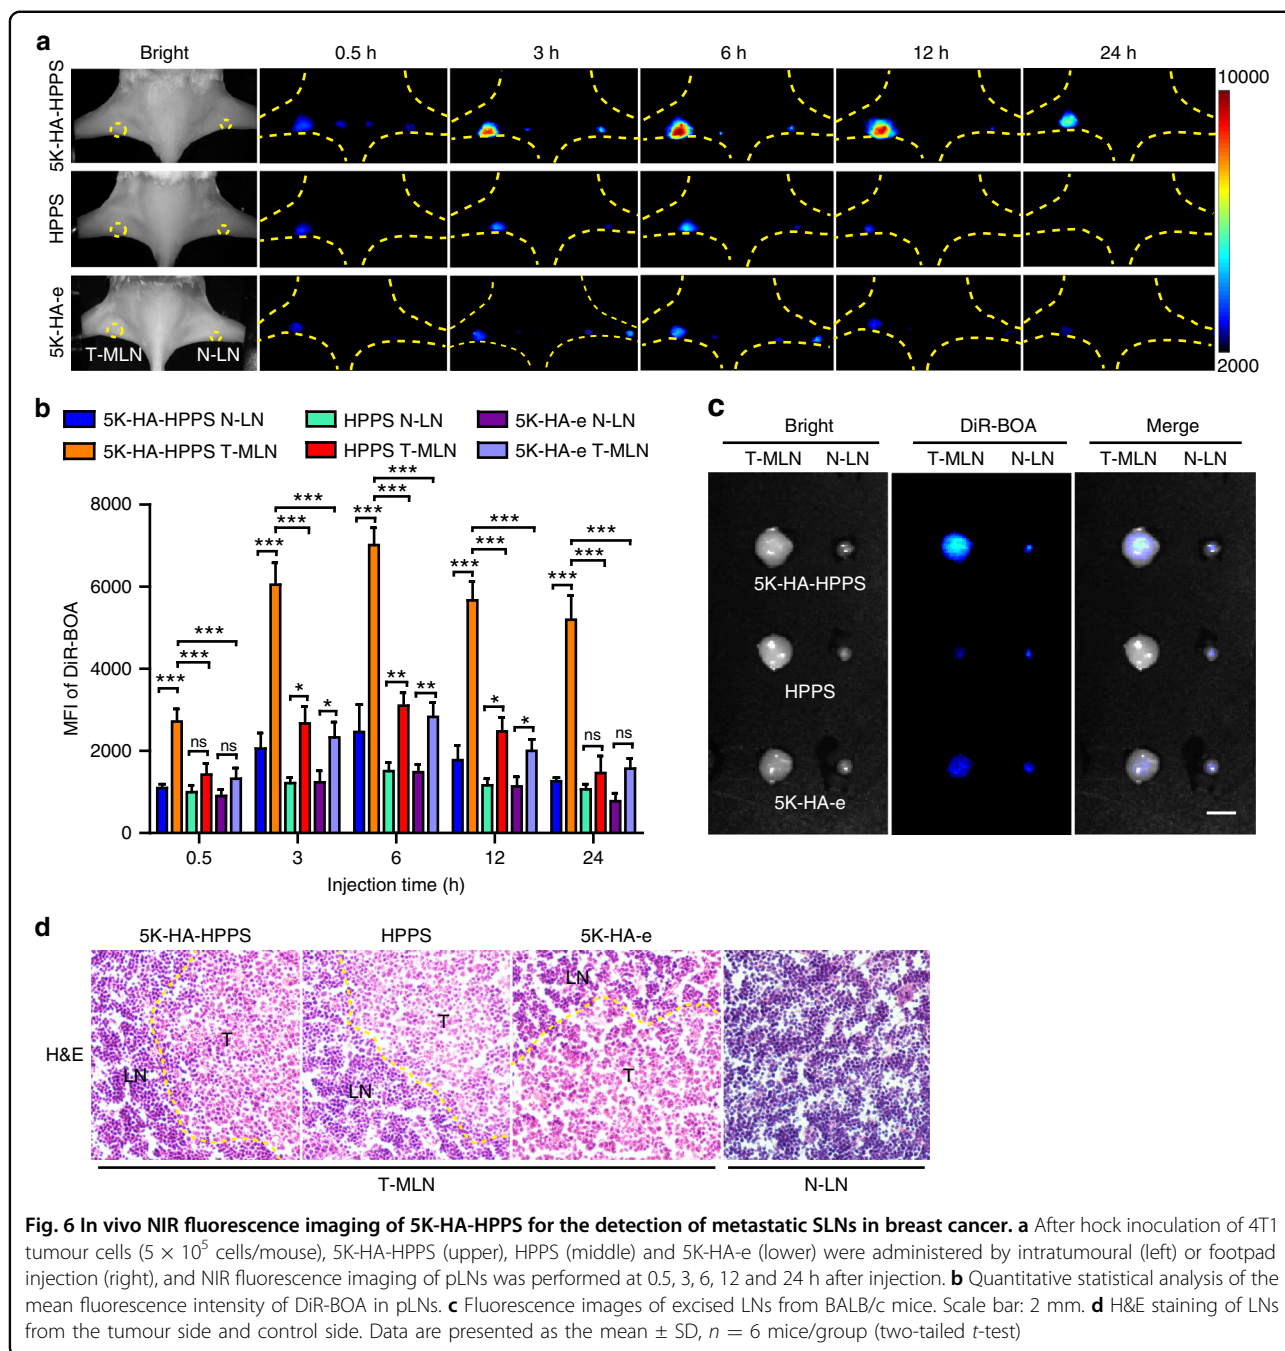 a
Bright 0.5 h 3 h 6 h 12 h 24 h
5K-HA-HPPS
HPPS
5K-HA-e
T-MLN N-LN
10000
2000
b
5K-HA-HPPS N-LN HPPS N-LN 5K-HA-e N-LN
5K-HA-HPPS T-MLN HPPS T-MLN 5K-HA-e T-MLN
MFI of DiR-BOA
8000
6000
4000
2000
0
*** *** ***
ns ns
*** *** ***
* *
*** *** ***
** **
*** *** ***
* *
*** *** ***
ns ns
0.5 3 6 12 24
Injection time (h)
c
Bright DiR-BOA Merge
T-MLN N-LN T-MLN N-LN T-MLN N-LN
5K-HA-HPPS
HPPS
5K-HA-e
d
5K-HA-HPPS HPPS 5K-HA-e
H&E
LN T
LN T
LN T
T-MLN N-LN
Fig. 6 In vivo NIR fluorescence imaging of 5K-HA-HPPS for the detection of metastatic SLNs in breast cancer. a After hock inoculation of 4T1
tumour cells (5 × 10⁵ cells/mouse), 5K-HA-HPPS (upper), HPPS (middle) and 5K-HA-e (lower) were administered by intratumoural (left) or footpad
injection (right), and NIR fluorescence imaging of pLNs was performed at 0.5, 3, 6, 12 and 24 h after injection. b Quantitative statistical analysis of the
mean fluorescence intensity of DiR-BOA in pLNs. c Fluorescence images of excised LNs from BALB/c mice. Scale bar: 2 mm. d H&E staining of LNs
from the tumour side and control side. Data are presented as the mean ± SD, n = 6 mice/group (two-tailed t-test)